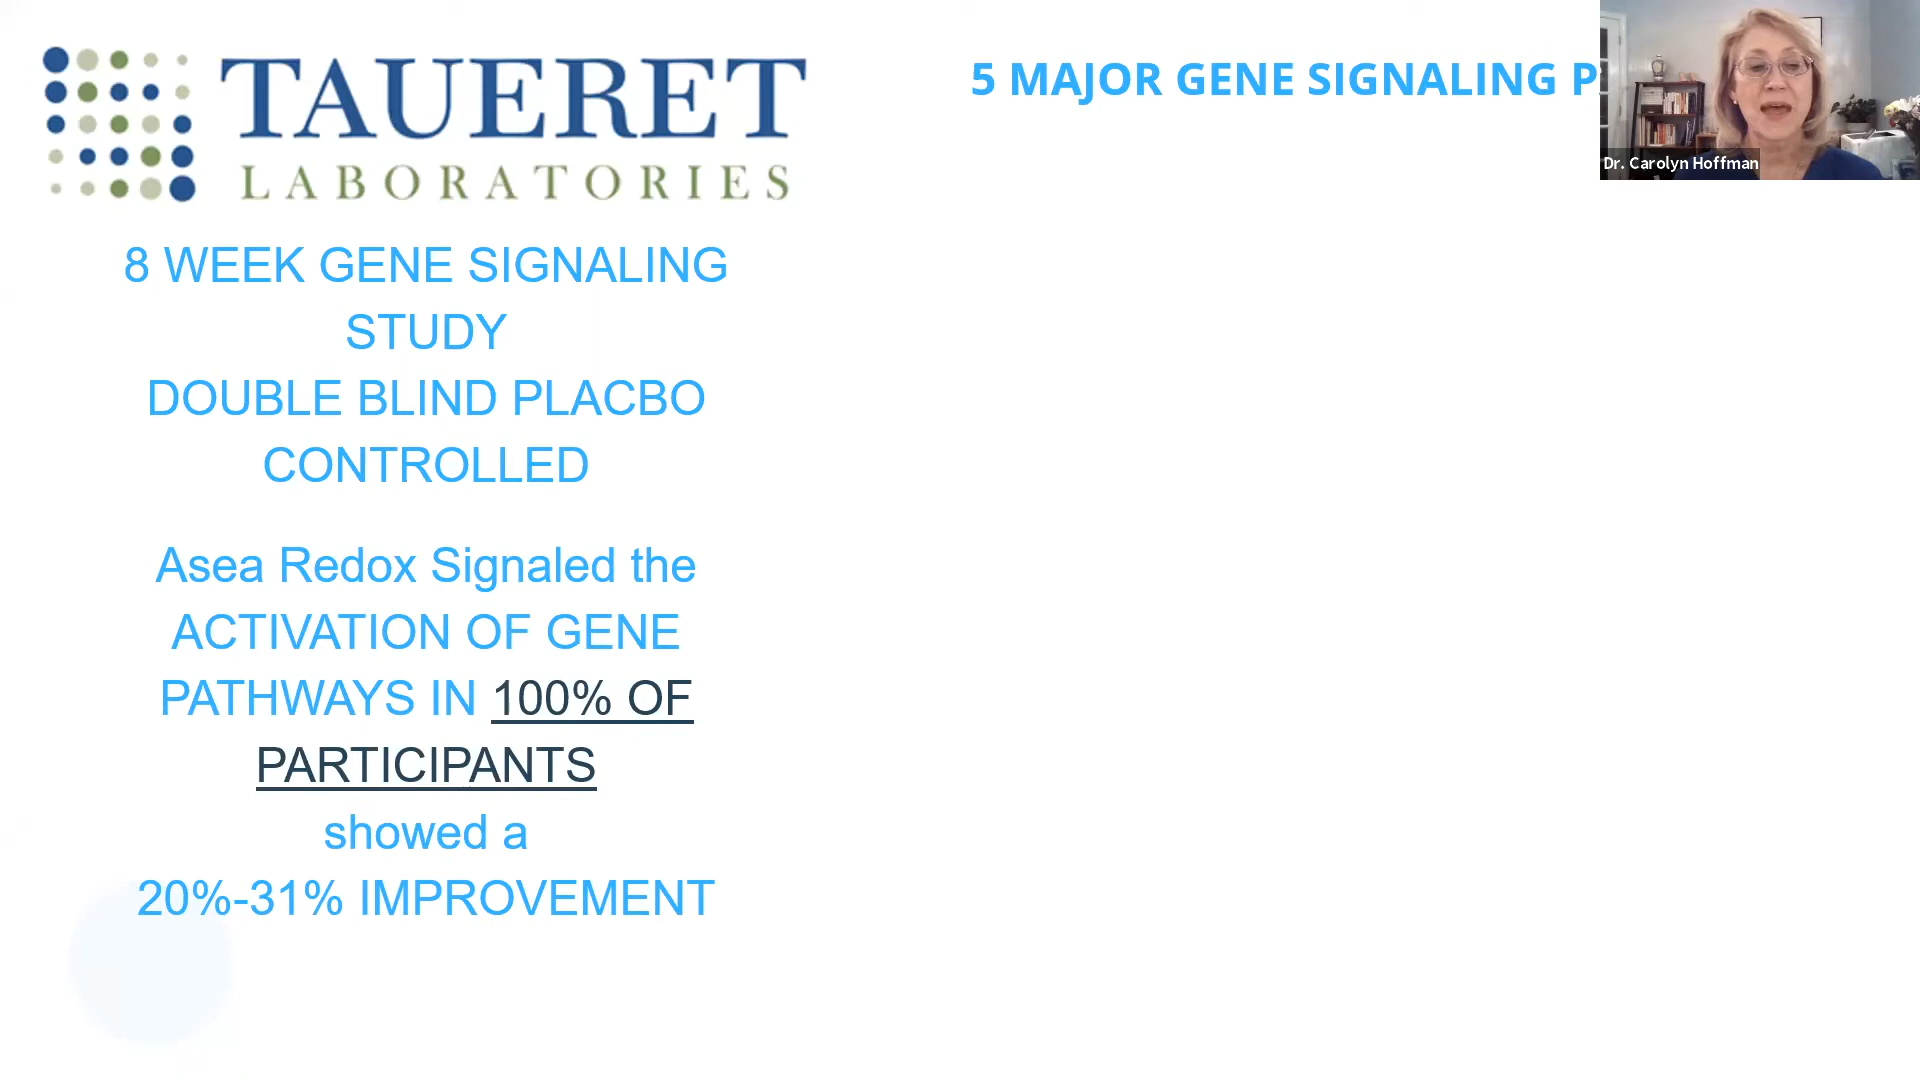 TAUERET
LABORATORIES
8 WEEK GENE SIGNALING
STUDY
DOUBLE BLIND PLACBO
CONTROLLED
Asea Redox Signaled the
ACTIVATION OF GENE
PATHWAYS IN 100% OF
PARTICIPANTS
showed a
20%-31% IMPROVEMENT
5 MAJOR GENE SIGNALING P
Dr. Carolyn Hoffman